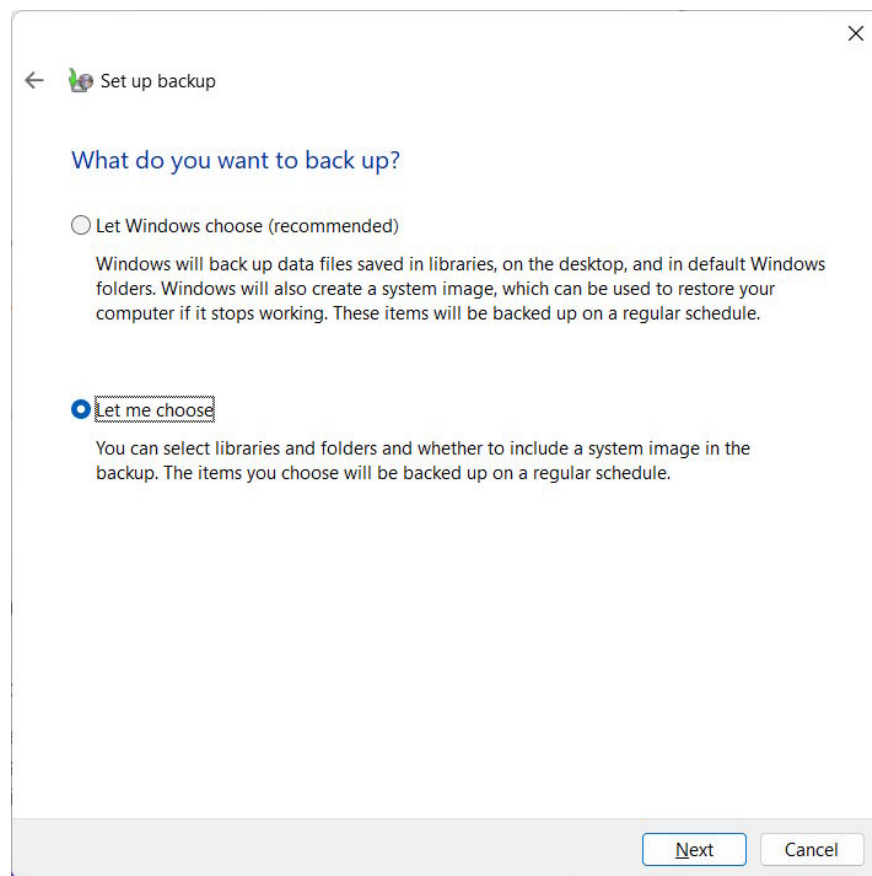 Set up backup
What do you want to back up?
Let Windows choose (recommended)
Windows will back up data files saved in libraries, on the desktop, and in default Windows
folders. Windows will also create a system image, which can be used to restore your
computer if it stops working. These items will be backed up on a regular schedule.
Let me choose
You can select libraries and folders and whether to include a system image in the
backup. The items you choose will be backed up on a regular schedule.
Next
Cancel